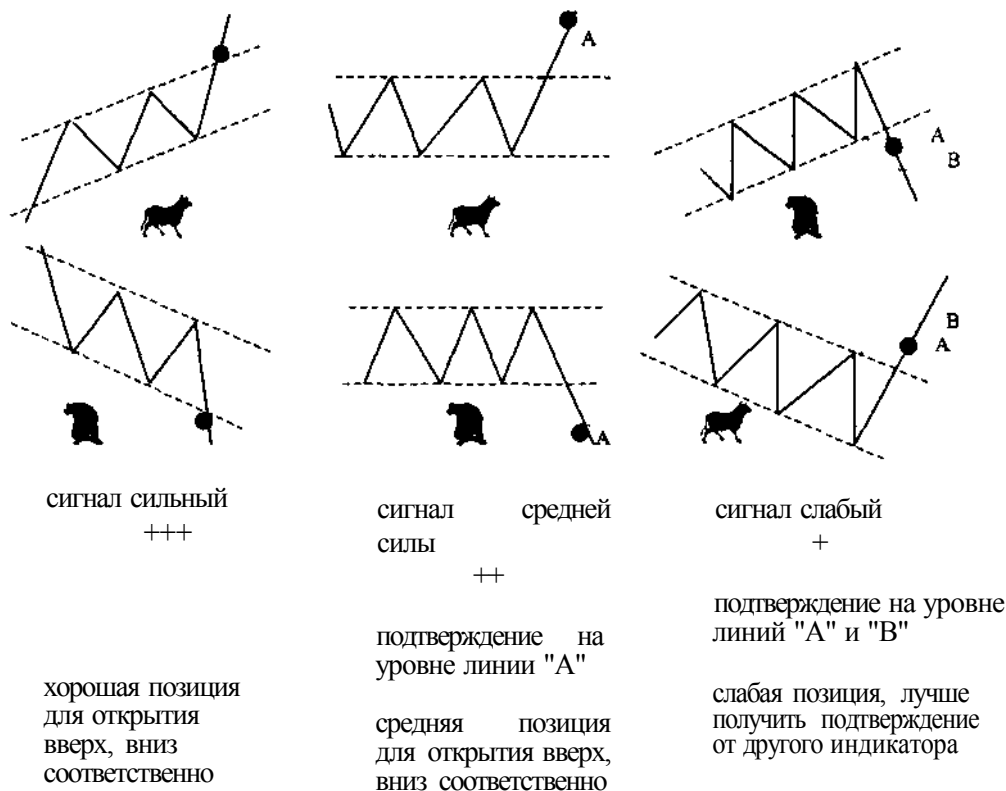 A
A
B
B
A
A
сигнал сильный
+++
хорошая позиция
для открытия
вверх, вниз
соответственно
сигнал средней
силы
++
подтверждение на
уровне линии "А"
средняя позиция
для открытия вверх,
вниз соответственно
сигнал слабый
+
подтверждение на уровне
линий "А" и "В"
слабая позиция, лучше
получить подтверждение
от другого индикатора